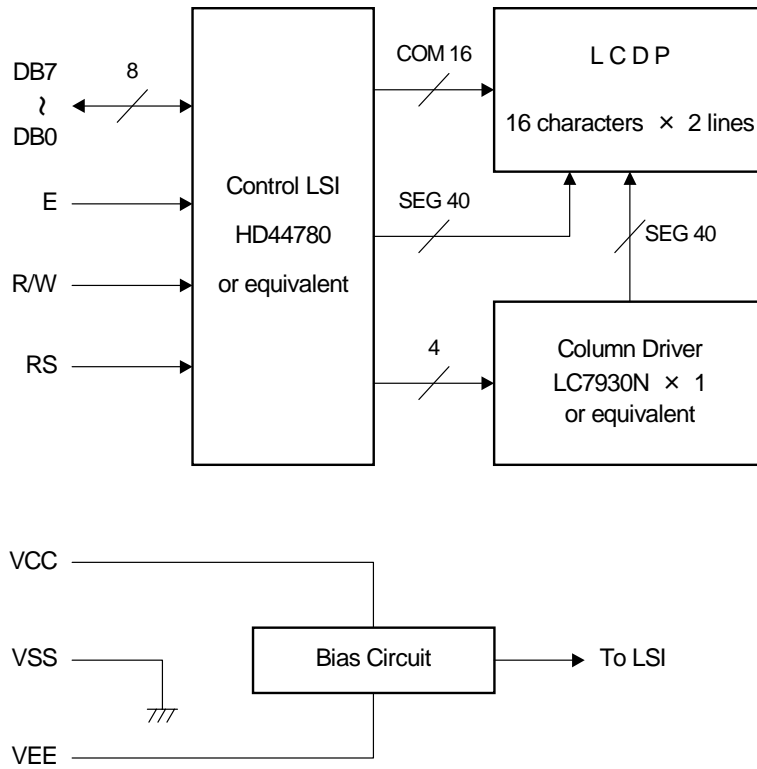 DB7
~
DB0
8
E
R/W
RS
Control LSI
HD44780
or equivalent
COM 16
SEG 40
4
L C D P
16 characters × 2 lines
SEG 40
Column Driver
LC7930N × 1
or equivalent
VCC
VSS
VEE
Bias Circuit
To LSI